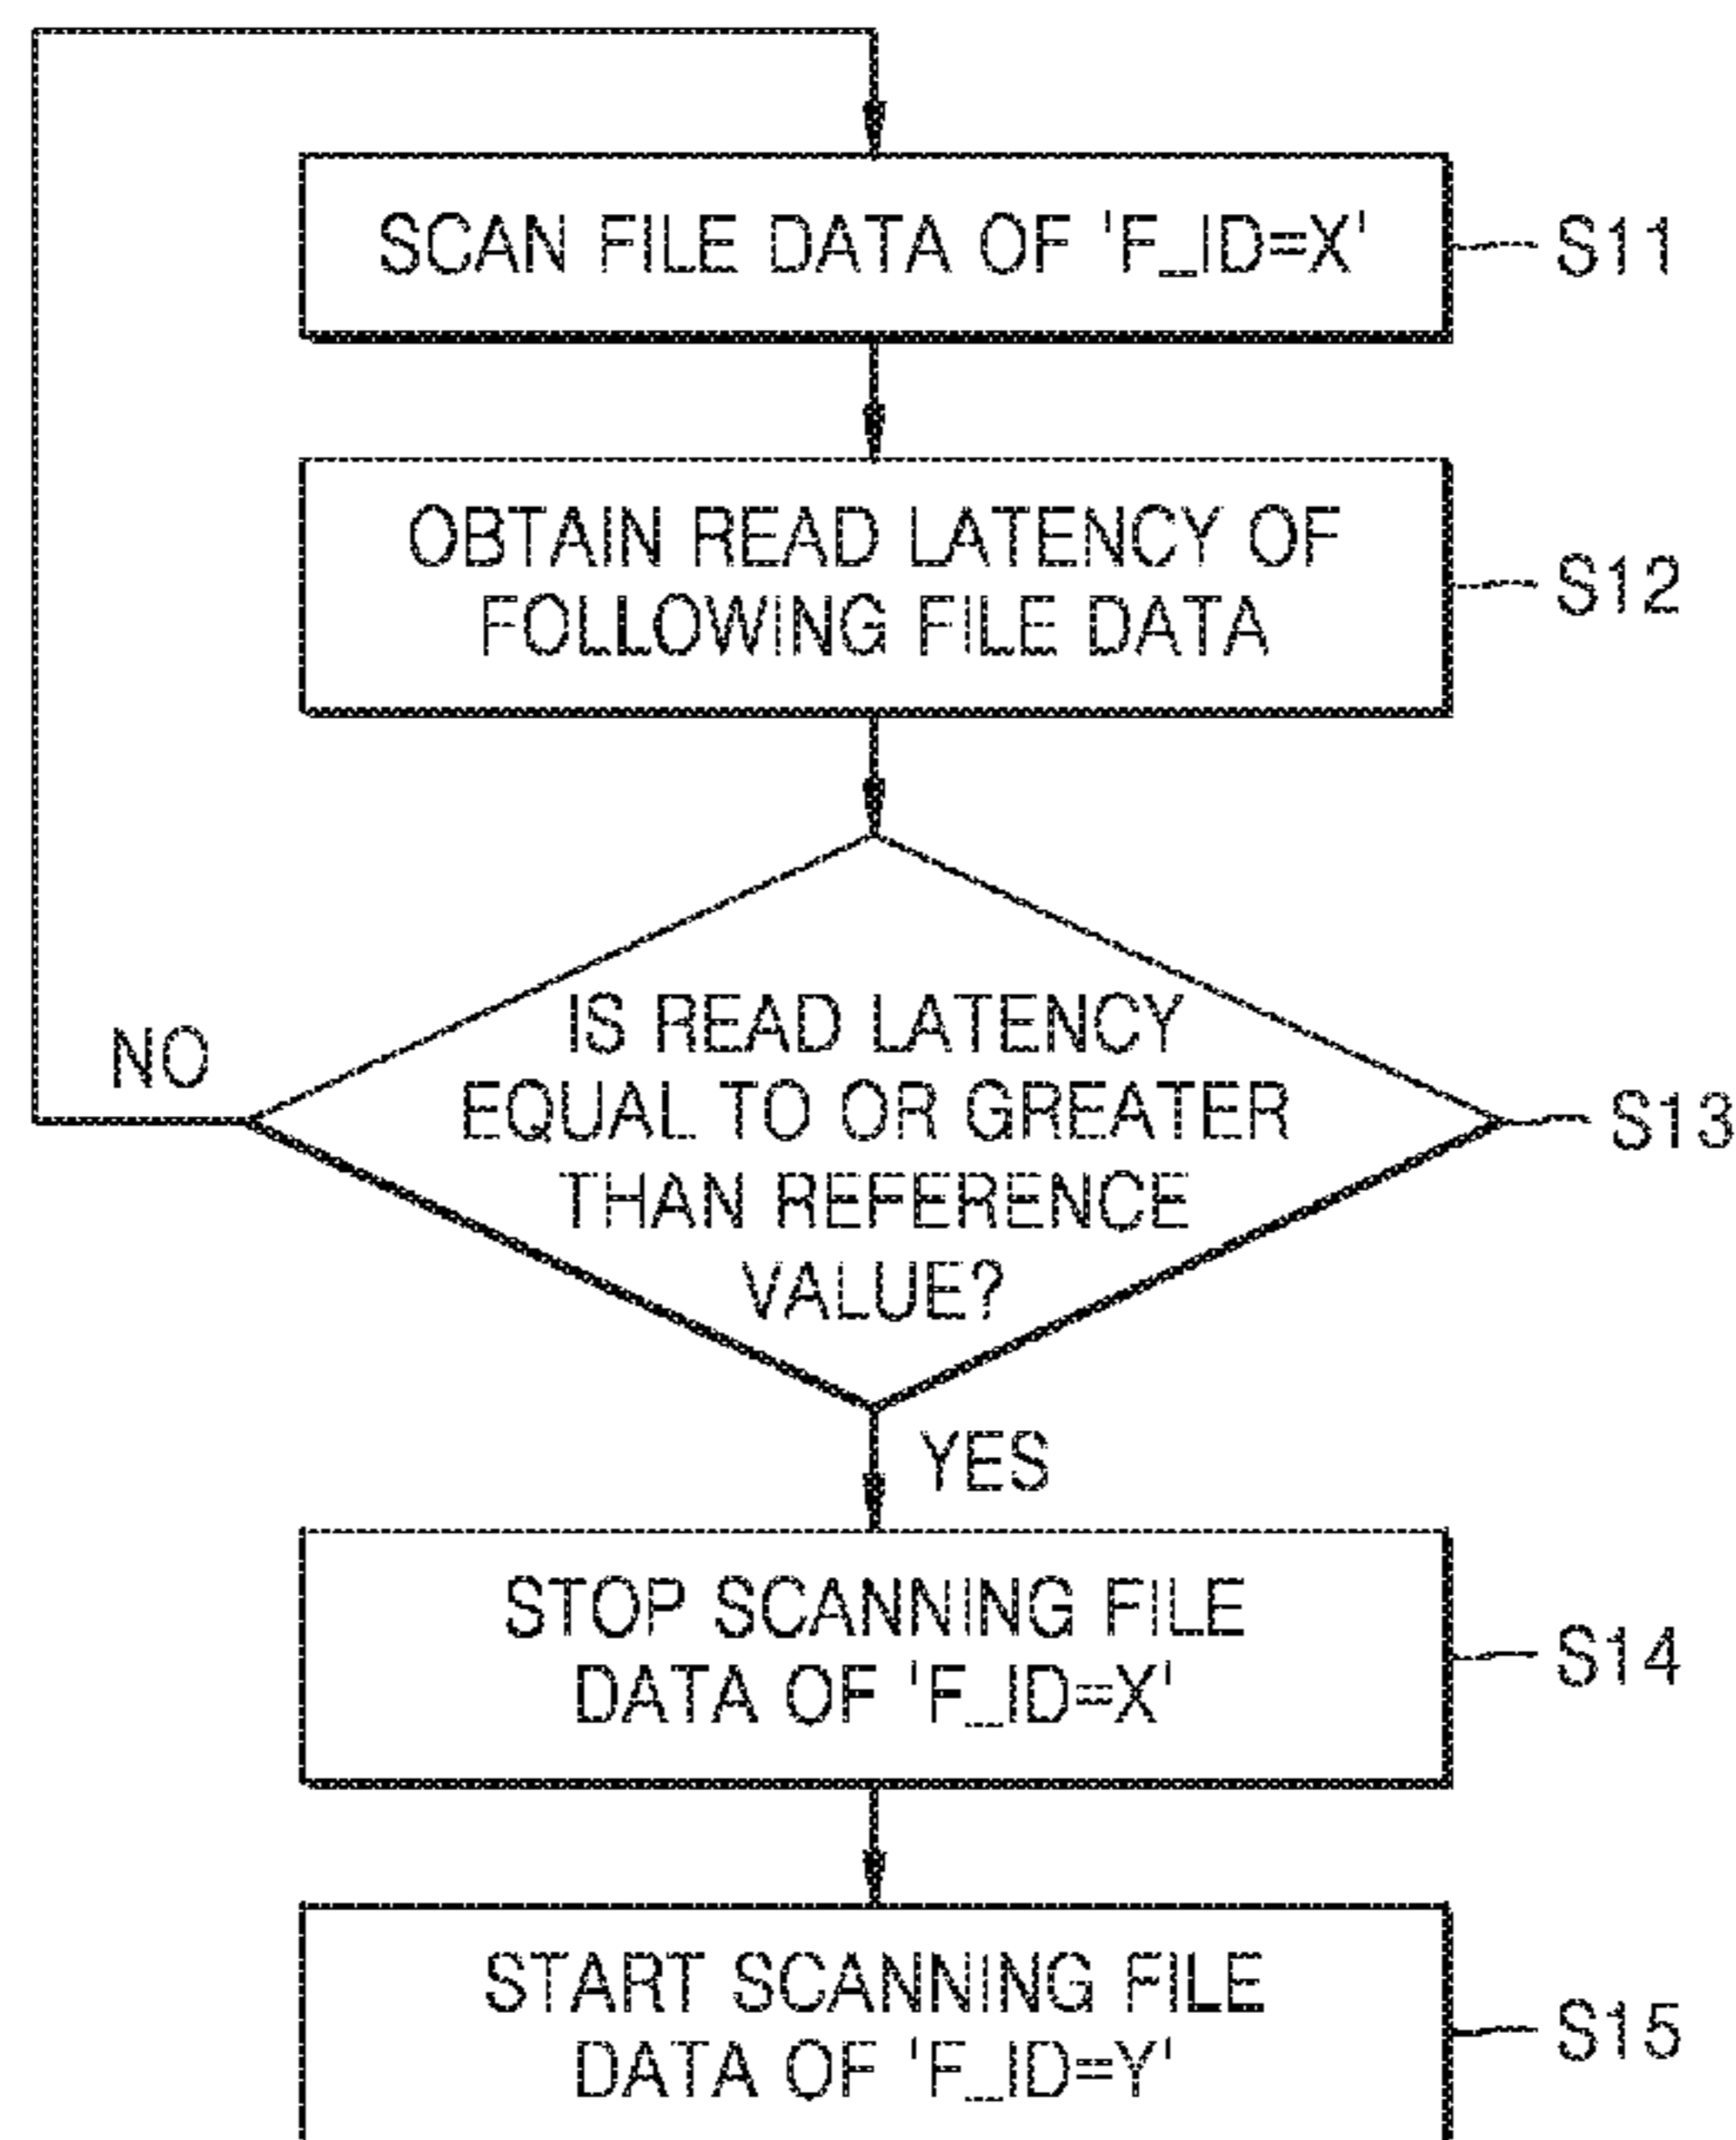 SCAN FILE DATA OF 'F_ID=X'
S11
OBTAIN READ LATENCY OF
FOLLOWING FILE DATA
S12
IS READ LATENCY
EQUAL TO OR GREATER
THAN REFERENCE
VALUE?
NO
S13
YES
STOP SCANNING FILE
DATA OF 'F_ID=X'
S14
START SCANNING FILE
DATA OF 'F_ID=Y'
S15